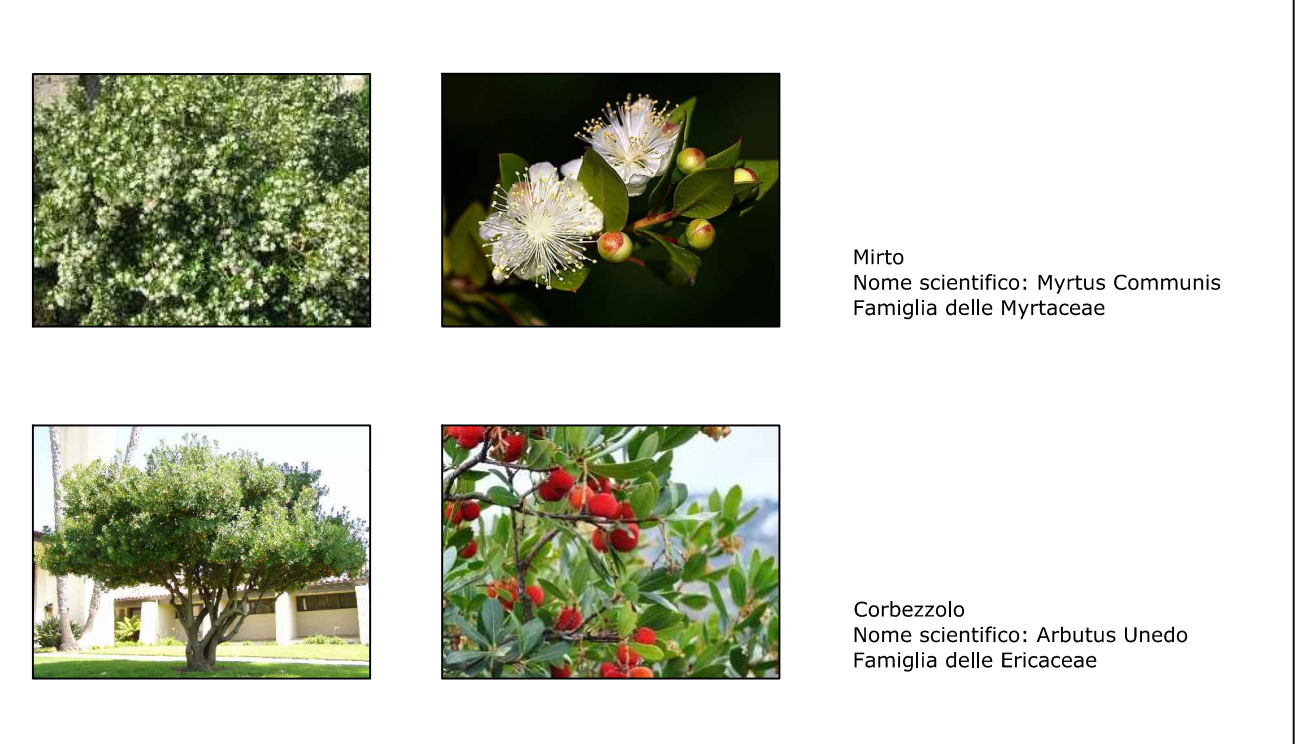 Mirto
Nome scientifico: Myrtus Communis
Famiglia delle Myrtaceae
Corbezzolo
Nome scientifico: Arbutus Unedo
Famiglia delle Ericaceae